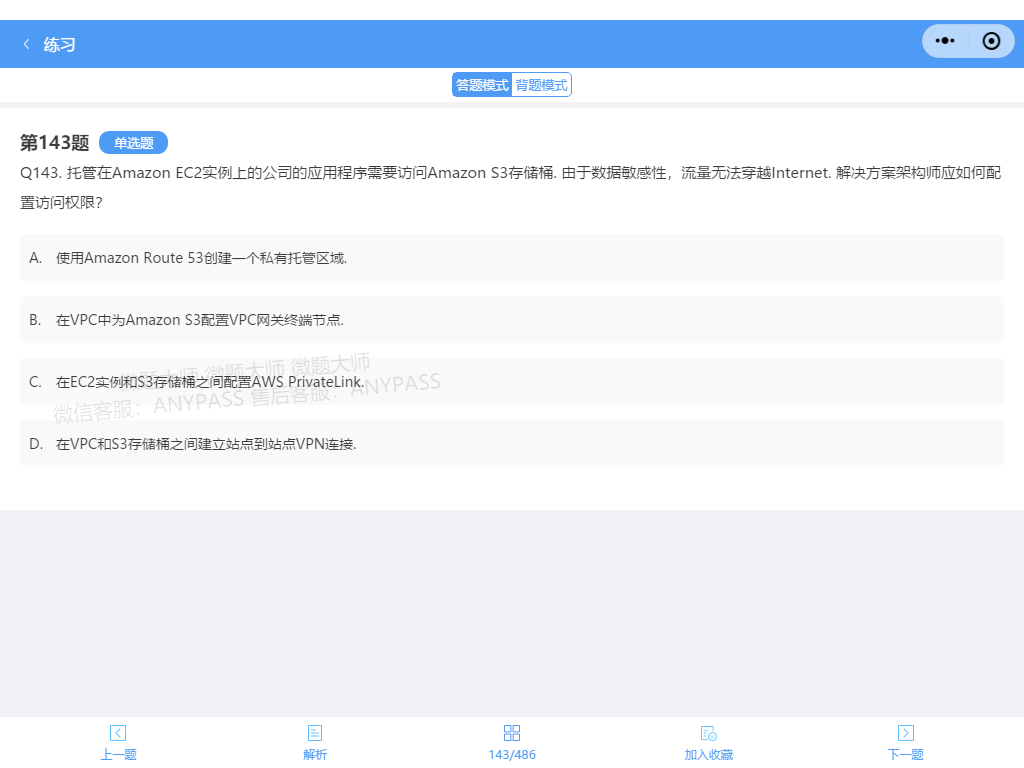 练习
答题模式 背题模式
第143题 单选题
Q143. 托管在Amazon EC2实例上的公司的应用程序需要访问Amazon S3存储桶. 由于数据敏感性，流量无法穿越Internet. 解决方案架构师应如何配
置访问权限?
A. 使用Amazon Route 53创建一个私有托管区域.
B. 在VPC中为Amazon S3配置VPC网关终端节点.
微题大师 微题大师 微题大师
C. 在EC2实例和S3存储桶之间配置AWS PrivateLink.
微信客服：ANYPASS 售后客服：ANYPASS
D. 在VPC和S3存储桶之间建立站点到站点VPN连接.
上一题 解析 143/486 加入收藏 下一题